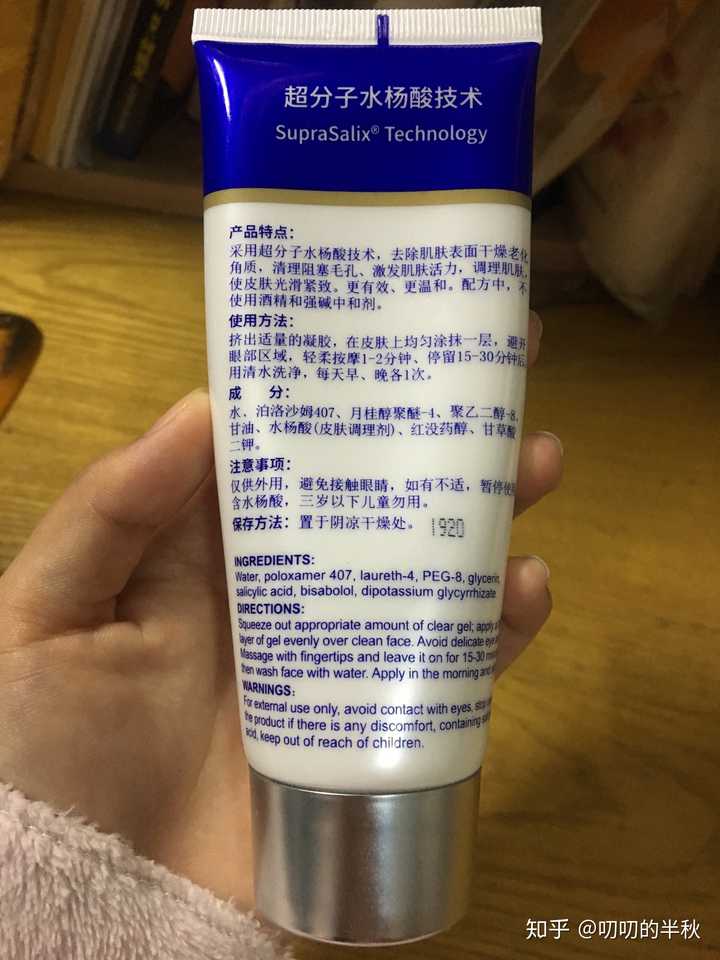 超分子水杨酸技术
SupraSalix® Technology
产品特点：
采用超分子水杨酸技术，去除肌肤表面干燥老化
角质，清理阻塞毛孔、激发肌肤活力，调理肌肤，
使皮肤光滑紧致。更有效、更温和。配方中，不
使用酒精和强碱中和剂。
使用方法：
挤出适量的凝胶，在皮肤上均匀涂抹一层，避开
眼部区域，轻柔按摩1-2分钟、停留15-30分钟后，
用清水洗净，每天早、晚各1次。
成 分：
水、泊洛沙姆407、月桂醇聚醚-4、聚乙二醇-8、
甘油、水杨酸(皮肤调理剂)、红没药醇、甘草酸
二钾。
注意事项：
仅供外用，避免接触眼睛，如有不适，暂停使用
含水杨酸，三岁以下儿童勿用。
保存方法：置于阴凉干燥处。 1920
INGREDIENTS:
Water, poloxamer 407, laureth-4, PEG-8, glycerin,
salicylic acid, bisabolol, dipotassium glycyrrhizate
DIRECTIONS:
Squeeze out appropriate amount of clear gel; apply a
layer of gel evenly over clean face. Avoid delicate eye
Massage with fingertips and leave it on for 15-30
then wash face with water. Apply in the morning and
WARNINGS:
For external use only, avoid contact with eyes, stop
the product if there is any discomfort, containing
acid, keep out of reach of children.
知乎 @叨叨的半秋